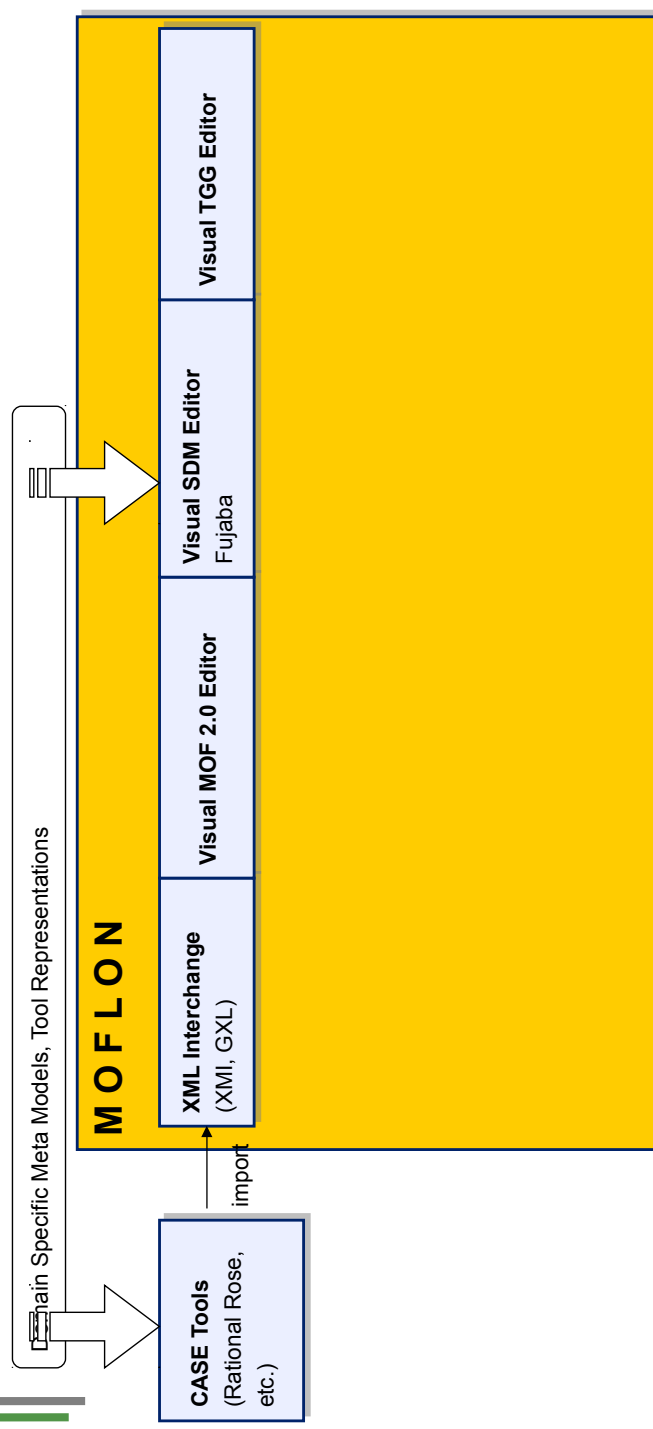 Domain Specific Meta Models, Tool Representations
M O F L O N
CASE Tools
(Rational Rose,
etc.)
import
XML Interchange
(XMI, GXL)
Visual MOF 2.0 Editor
Visual SDM Editor
Fujaba
Visual TGG Editor